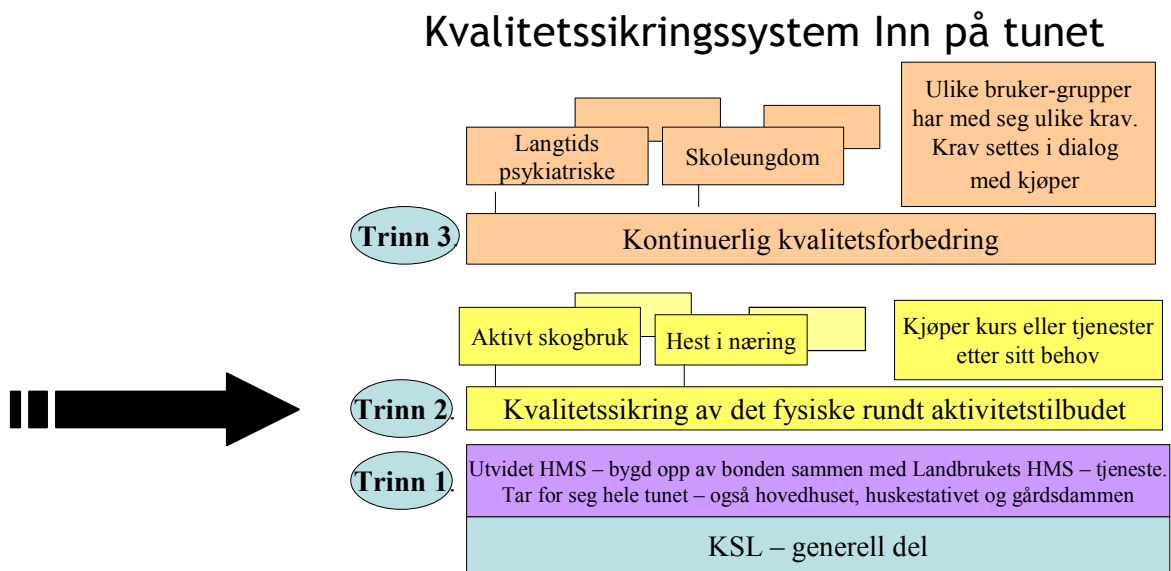 Kvalitetssikringssystem Inn på tunet
Ulike bruker-grupper
har med seg ulike krav.
Krav settes i dialog
med kjøper
Langtids
psykiatriske
Skoleungdom
Trinn 3.
Kontinuerlig kvalitetsforbedring
Aktivt skogbruk
Hest i næring
Kjøper kurs eller tjenester
etter sitt behov
Trinn 2.
Kvalitetssikring av det fysiske rundt aktivitetstilbudet
Trinn 1.
Utvidet HMS – bygd opp av bonden sammen med Landbrukets HMS – tjeneste.
Tar for seg hele tunet – også hovedhuset, huskestativet og gårdsdammen
KSL – generell del